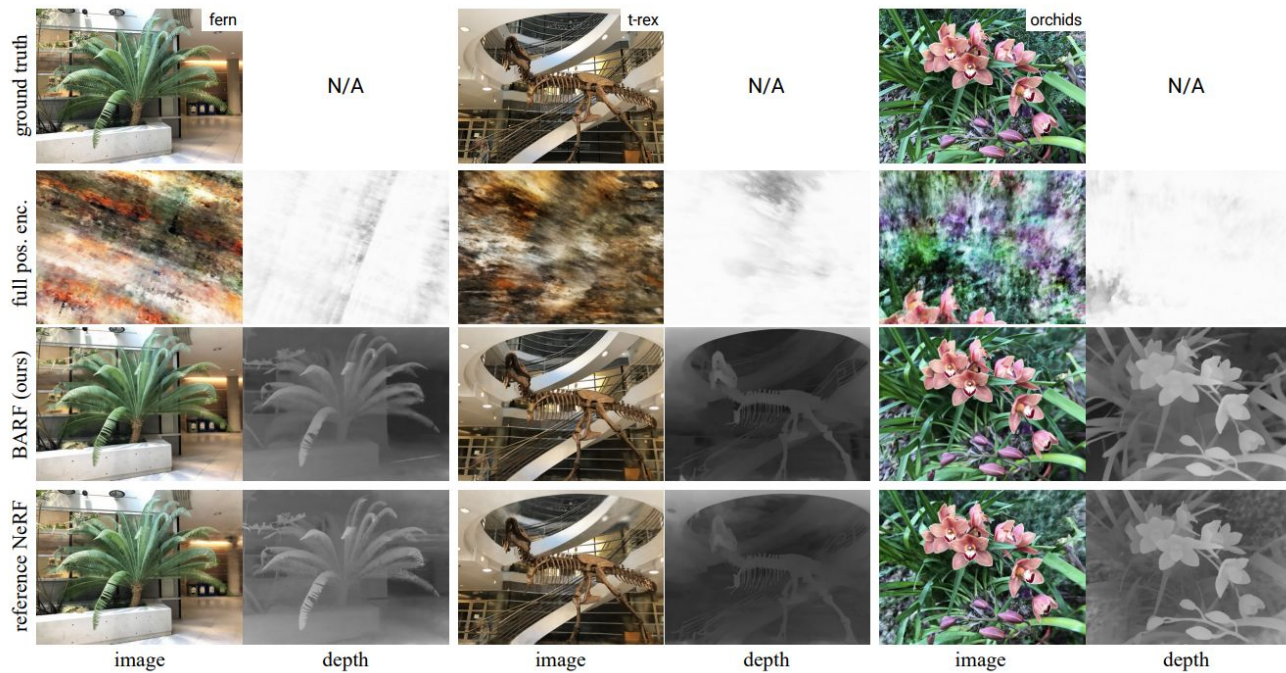 fern
t-rex
orchids
ground truth
N/A
N/A
N/A
full pos. enc.
BARF (ours)
reference NeRF
image
depth
image
depth
image
depth